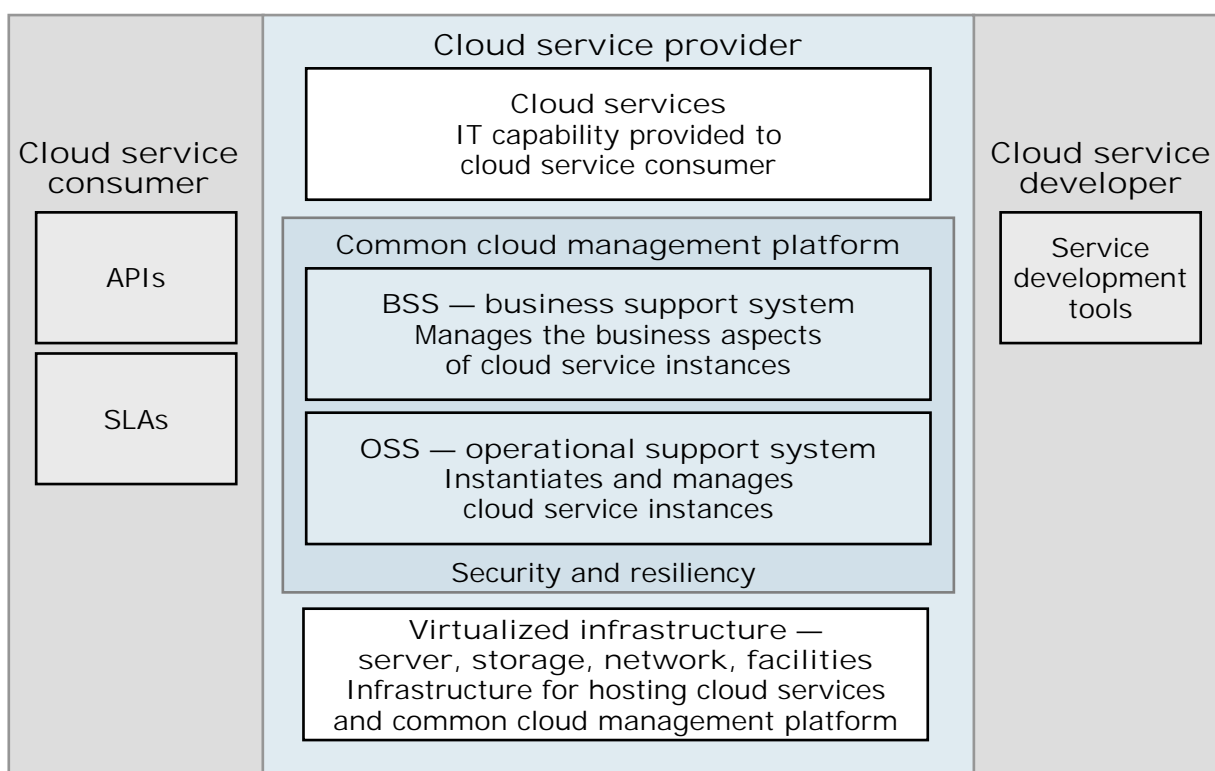 Cloud service provider
Cloud services
IT capability provided to
cloud service consumer
Cloud service
consumer
APIs
SLAs
Common cloud management platform
BSS — business support system
Manages the business aspects
of cloud service instances
OSS — operational support system
Instantiates and manages
cloud service instances
Security and resiliency
Virtualized infrastructure —
server, storage, network, facilities
Infrastructure for hosting cloud services
and common cloud management platform
Cloud service
developer
Service
development
tools